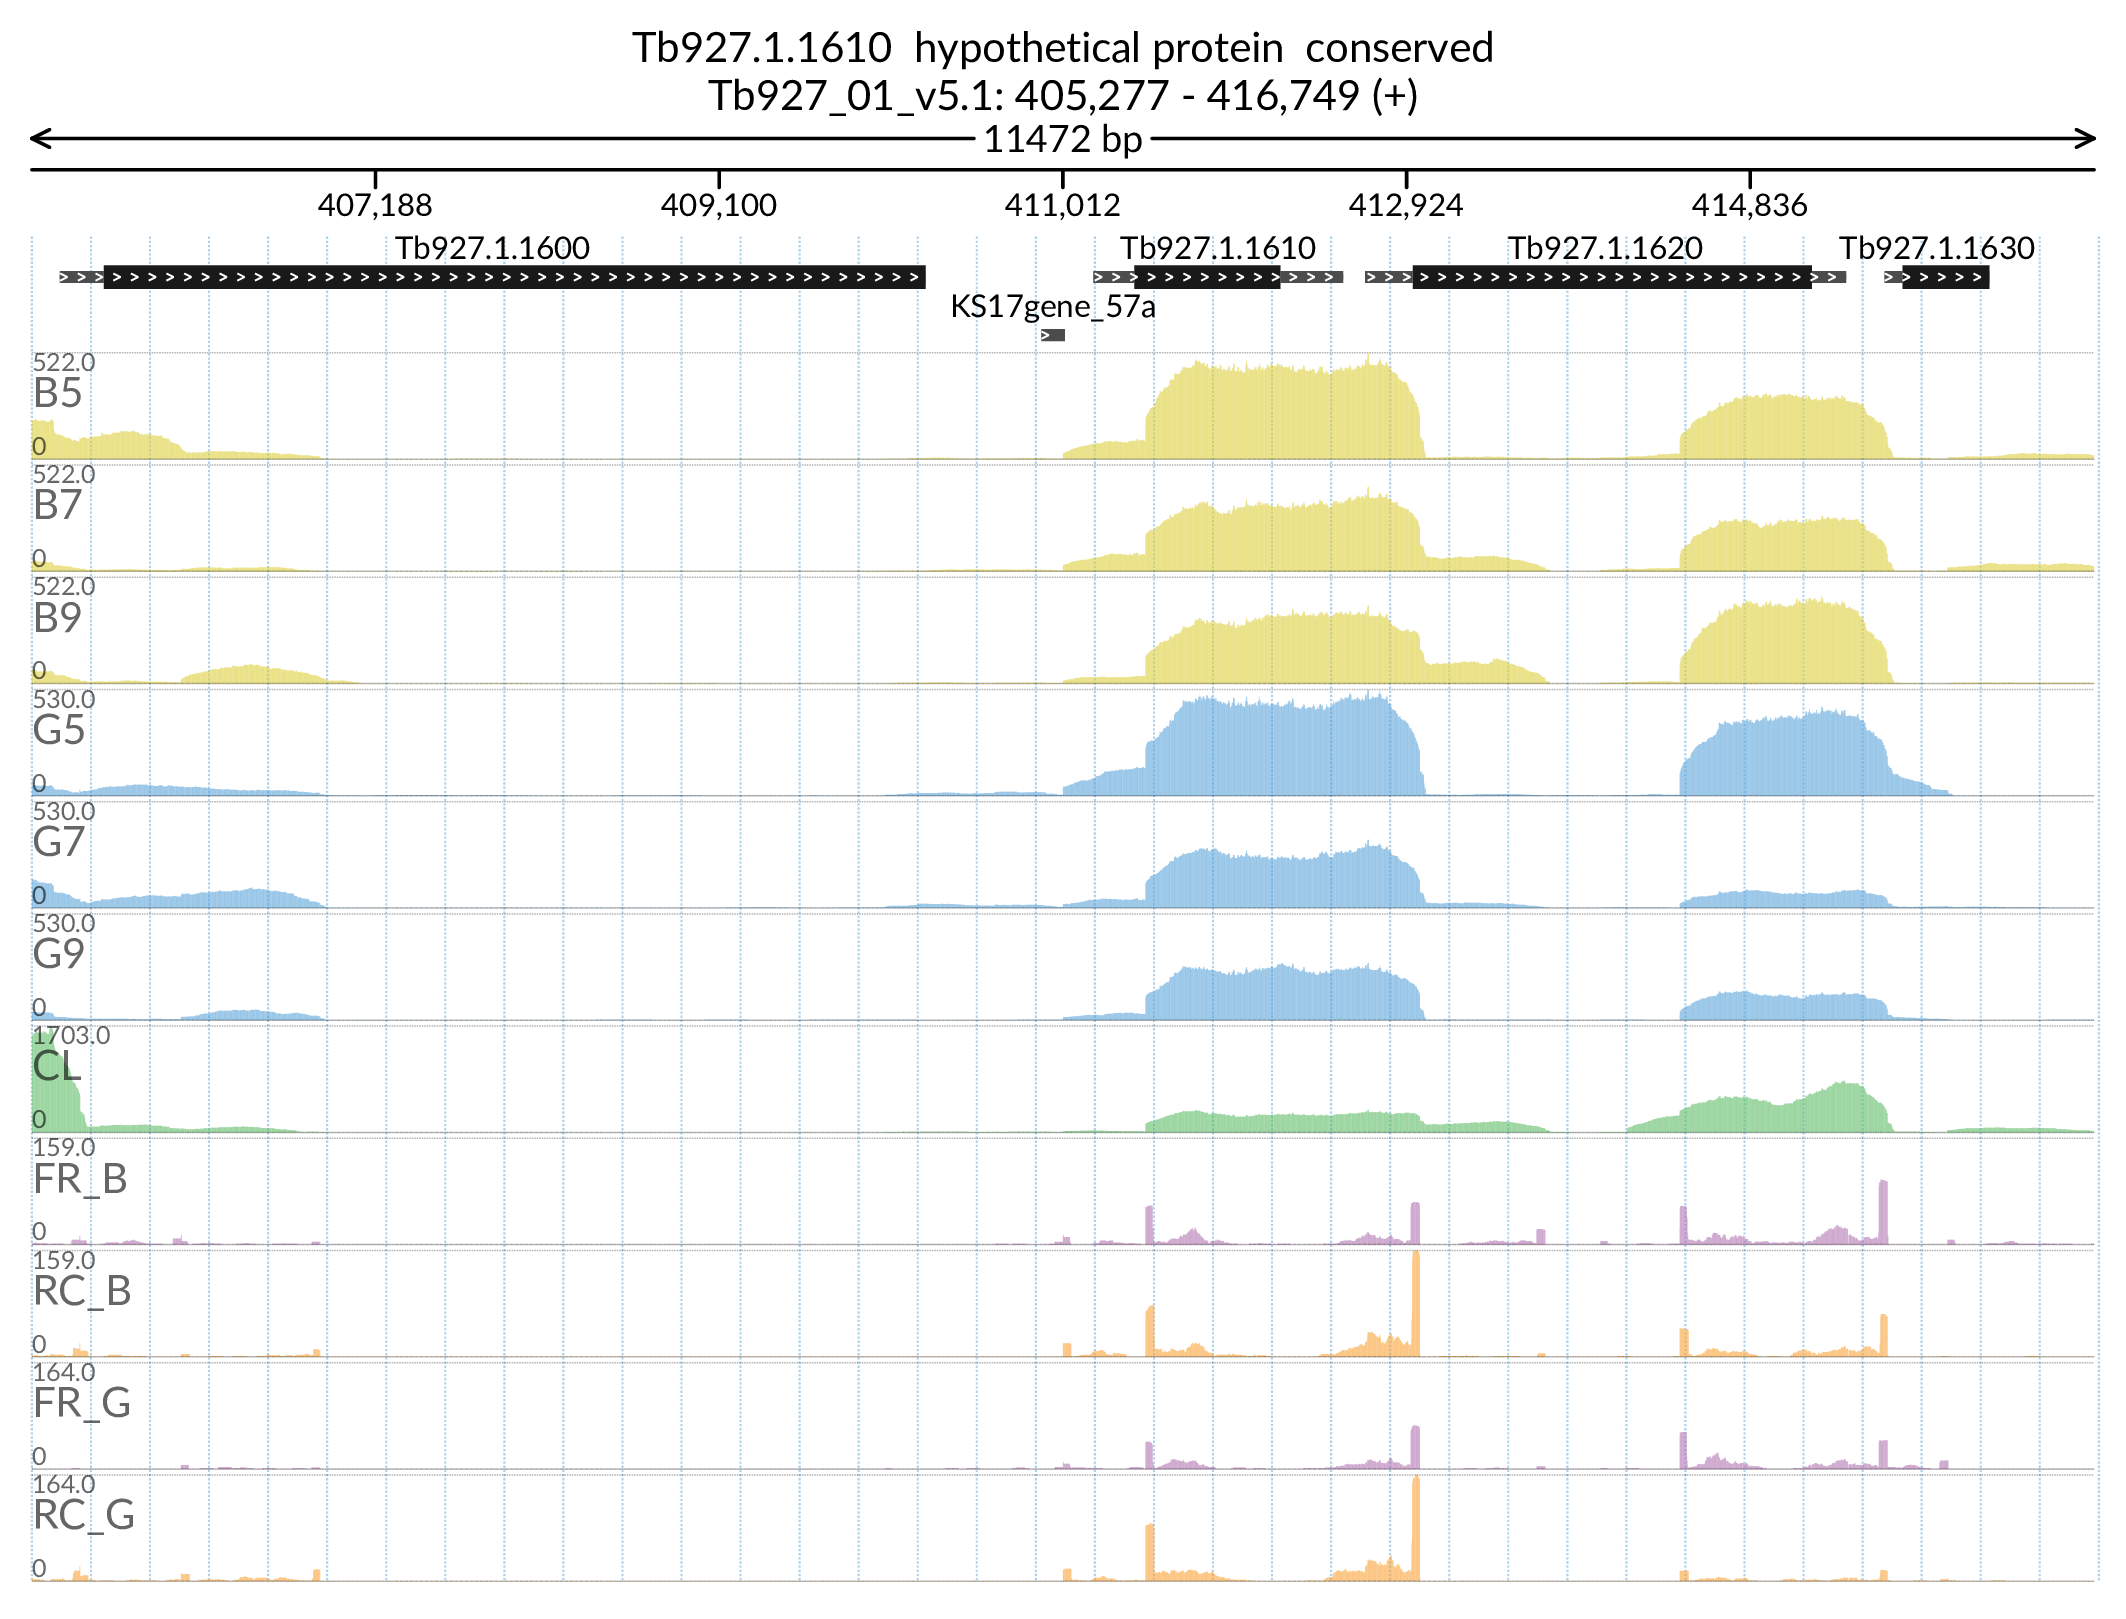 Tb927.1.1610  hypothetical protein  conserved
Tb927_01_v5.1: 405,277 - 416,749 (+)
11472 bp
407,188 409,100 411,012 412,924 414,836
Tb927.1.1600 Tb927.1.1610 Tb927.1.1620 Tb927.1.1630
KS17gene_57a
522.0
B5
0
522.0
B7
0
522.0
B9
0
530.0
G5
0
530.0
G7
0
530.0
G9
0
1703.0
CL
0
159.0
FR_B
0
159.0
RC_B
0
164.0
FR_G
0
164.0
RC_G
0